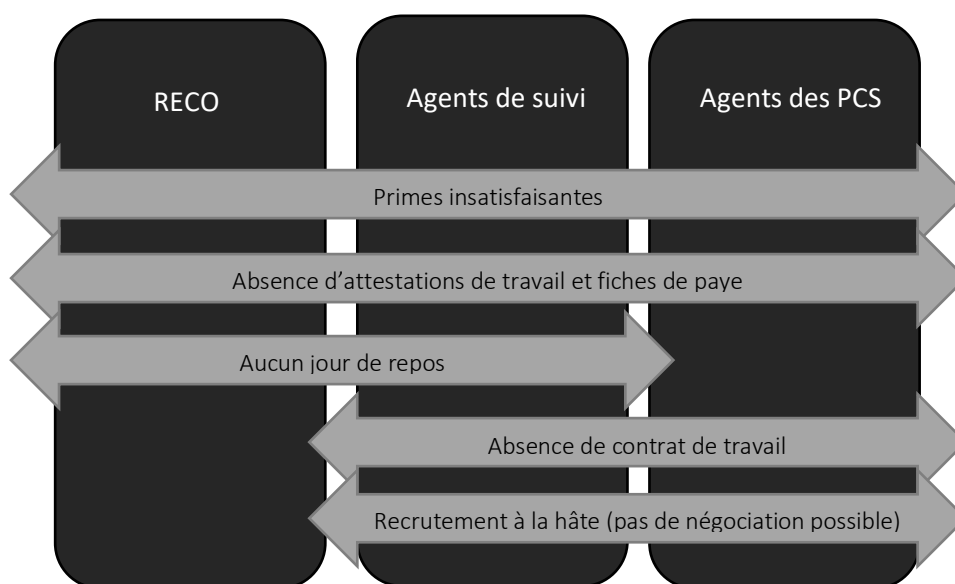 RECO
Agents de suivi
Agents des PCS
Primes insatisfaisantes
Absence d’attestations de travail et fiches de paye
Aucun jour de repos
Absence de contrat de travail
Recrutement à la hâte (pas de négociation possible)